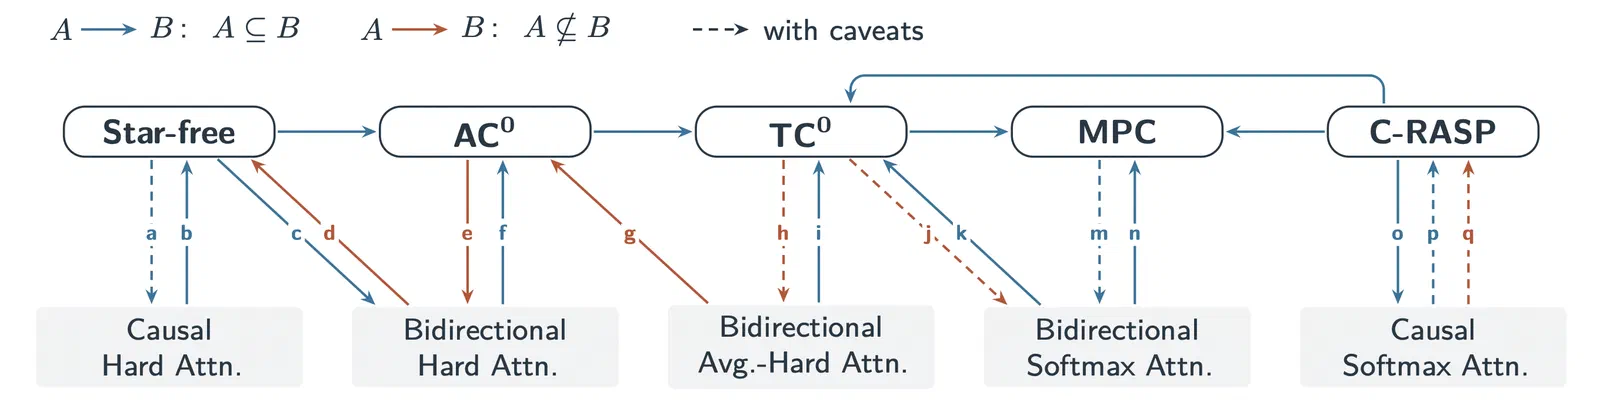 A → B : A ⊆ B A → B : A ⊈ B with caveats
Star-free AC⁰ TC⁰ MPC C-RASP
a b c d e f g h i j k m n o p q
Causal Bidirectional Bidirectional Bidirectional Causal
Hard Attn. Hard Attn. Avg.-Hard Attn. Softmax Attn. Softmax Attn.